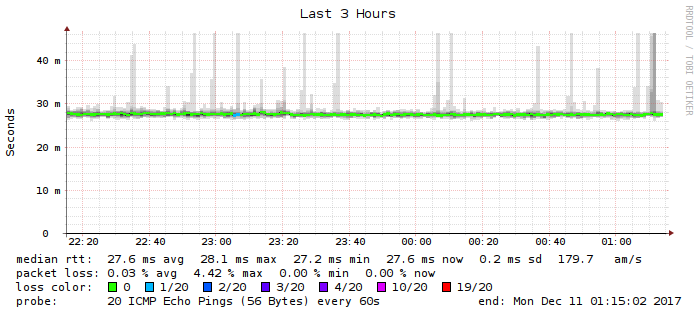 Last 3 Hours
RRDTOOL / TOBI OETIKER
Seconds
40 m
30 m
20 m
10 m
0
22:20 22:40 23:00 23:20 23:40 00:00 00:20 00:40 01:00
median rtt: 27.6 ms avg 28.1 ms max 27.2 ms min 27.6 ms now 0.2 ms sd 179.7 am/s
packet loss: 0.03 % avg 4.42 % max 0.00 % min 0.00 % now
loss color: 0 1/20 2/20 3/20 4/20 10/20 19/20
probe: 20 ICMP Echo Pings (56 Bytes) every 60s end: Mon Dec 11 01:15:02 2017